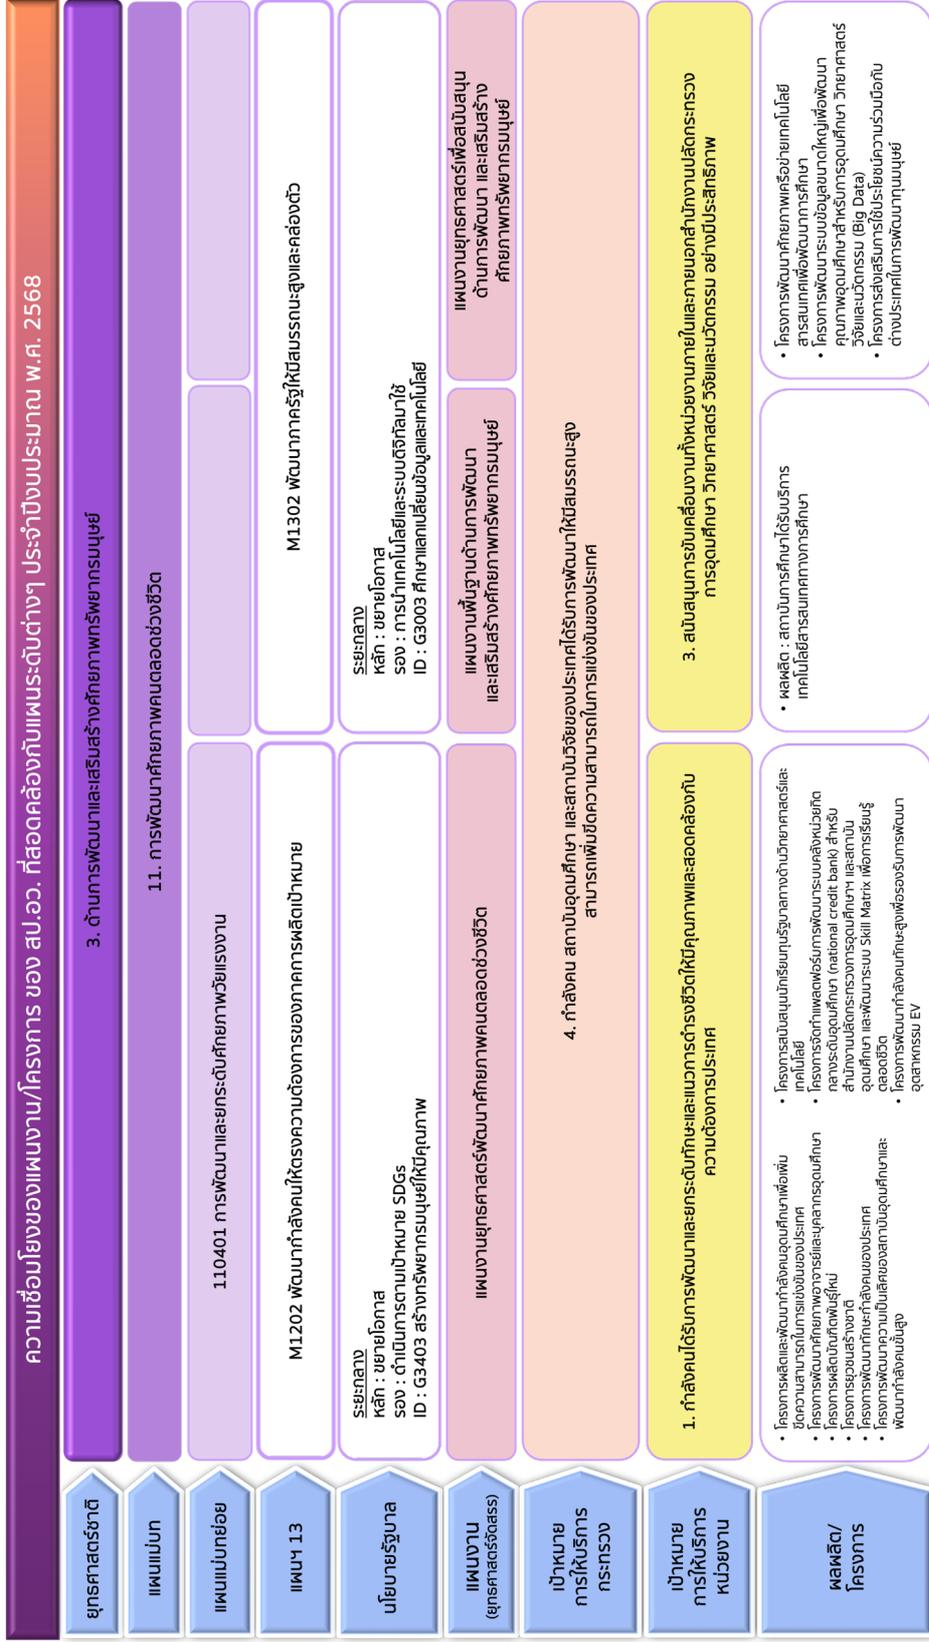 ความเชื่อมโยงของแผนงาน/โครงการ ของ สป.อว. ที่สอดคล้องกับแผนระดับต่างๆ ประจำปีงบประมาณ พ.ศ. 2568
ยุทธศาสตร์ชาติ
3. ด้านการพัฒนาและเสริมสร้างศักยภาพทรัพยากรมนุษย์
แผนแม่บท
11. การพัฒนาศักยภาพคนตลอดช่วงชีวิต
แผนแม่บทย่อย
110401 การพัฒนาและยกระดับศักยภาพวัยแรงงาน
แผนฯ 13
M1202 พัฒนากำลังคนให้ตรงความต้องการของภาคการผลิตเป้าหมาย
M1302 พัฒนาภาครัฐให้มีสมรรถนะสูงและคล่องตัว
นโยบายรัฐบาล
ระยะกลาง
หลัก : ขยายโอกาส
รอง : ดำเนินการตามเป้าหมาย SDGs
ID : G3403 สร้างทรัพยากรมนุษย์ให้มีคุณภาพ
ระยะกลาง
หลัก : ขยายโอกาส
รอง : การนำเทคโนโลยีและระบบดิจิทัลมาใช้
ID : G3003 ศึกษาแลกเปลี่ยนข้อมูลและเทคโนโลยี
แผนงาน
(ยุทธศาสตร์จัดสรร)
แผนงานยุทธศาสตร์พัฒนาศักยภาพคนตลอดช่วงชีวิต
แผนงานพื้นฐานด้านการพัฒนา
และเสริมสร้างศักยภาพทรัพยากรมนุษย์
แผนงานยุทธศาสตร์เพื่อสนับสนุน
ด้านการพัฒนา และเสริมสร้าง
ศักยภาพทรัพยากรมนุษย์
เป้าหมาย
การให้บริการ
กระทรวง
4. กำลังคน สถาบันอุดมศึกษา และสถาบันวิจัยของประเทศได้รับการพัฒนาให้มีสมรรถนะสูง
สามารถเพิ่มขีดความสามารถในการแข่งขันของประเทศ
เป้าหมาย
การให้บริการ
หน่วยงาน
1. กำลังคนได้รับการพัฒนาและยกระดับทักษะและแนวการดำรงชีวิตให้มีคุณภาพและสอดคล้องกับ
ความต้องการประเทศ
3. สนับสนุนการขับเคลื่อนงานทั้งหน่วยงานภายในและภายนอกสำนักงานปลัดกระทรวง
การอุดมศึกษา วิทยาศาสตร์ วิจัยและนวัตกรรม อย่างมีประสิทธิภาพ
ผลผลิต/
โครงการ
• โครงการผลิตและพัฒนากำลังคนอุดมศึกษาเพื่อเพิ่ม
ขีดความสามารถในการแข่งขันของประเทศ
• โครงการพัฒนาศักยภาพอาจารย์และบุคลากรอุดมศึกษา
• โครงการผลิตบัณฑิตพันธุ์ใหม่
• โครงการยุวชนสร้างชาติ
• โครงการพัฒนาทักษะกำลังคนของประเทศ
• โครงการพัฒนาความเป็นเลิศของสถาบันอุดมศึกษาและ
พัฒนากำลังคนขั้นสูง
• โครงการสนับสนุนนักเรียนทุนรัฐบาลทางด้านวิทยาศาสตร์และ
เทคโนโลยี
• โครงการจัดทำแพลตฟอร์มการพัฒนาระบบคลังหน่วยกิต
กลางระดับอุดมศึกษา (national credit bank) สำหรับ
สำนักงานปลัดกระทรวงการอุดมศึกษาฯ และสถาบัน
อุดมศึกษา และพัฒนาระบบ Skill Matrix เพื่อการเรียนรู้
ตลอดชีวิต
• โครงการพัฒนากำลังคนทักษะสูงเพื่อรองรับการพัฒนา
อุตสาหกรรม EV
• ผลผลิต : สถาบันการศึกษาได้รับบริการ
เทคโนโลยีสารสนเทศทางการศึกษา
• โครงการพัฒนาศักยภาพเครือข่ายเทคโนโลยี
สารสนเทศเพื่อพัฒนาการศึกษา
• โครงการพัฒนาระบบข้อมูลขนาดใหญ่เพื่อพัฒนา
คุณภาพอุดมศึกษาสำหรับการอุดมศึกษา วิทยาศาสตร์
วิจัยและนวัตกรรม (Big Data)
• โครงการส่งเสริมการใช้ประโยชน์ความร่วมมือกับ
ต่างประเทศในการพัฒนาทุนมนุษย์